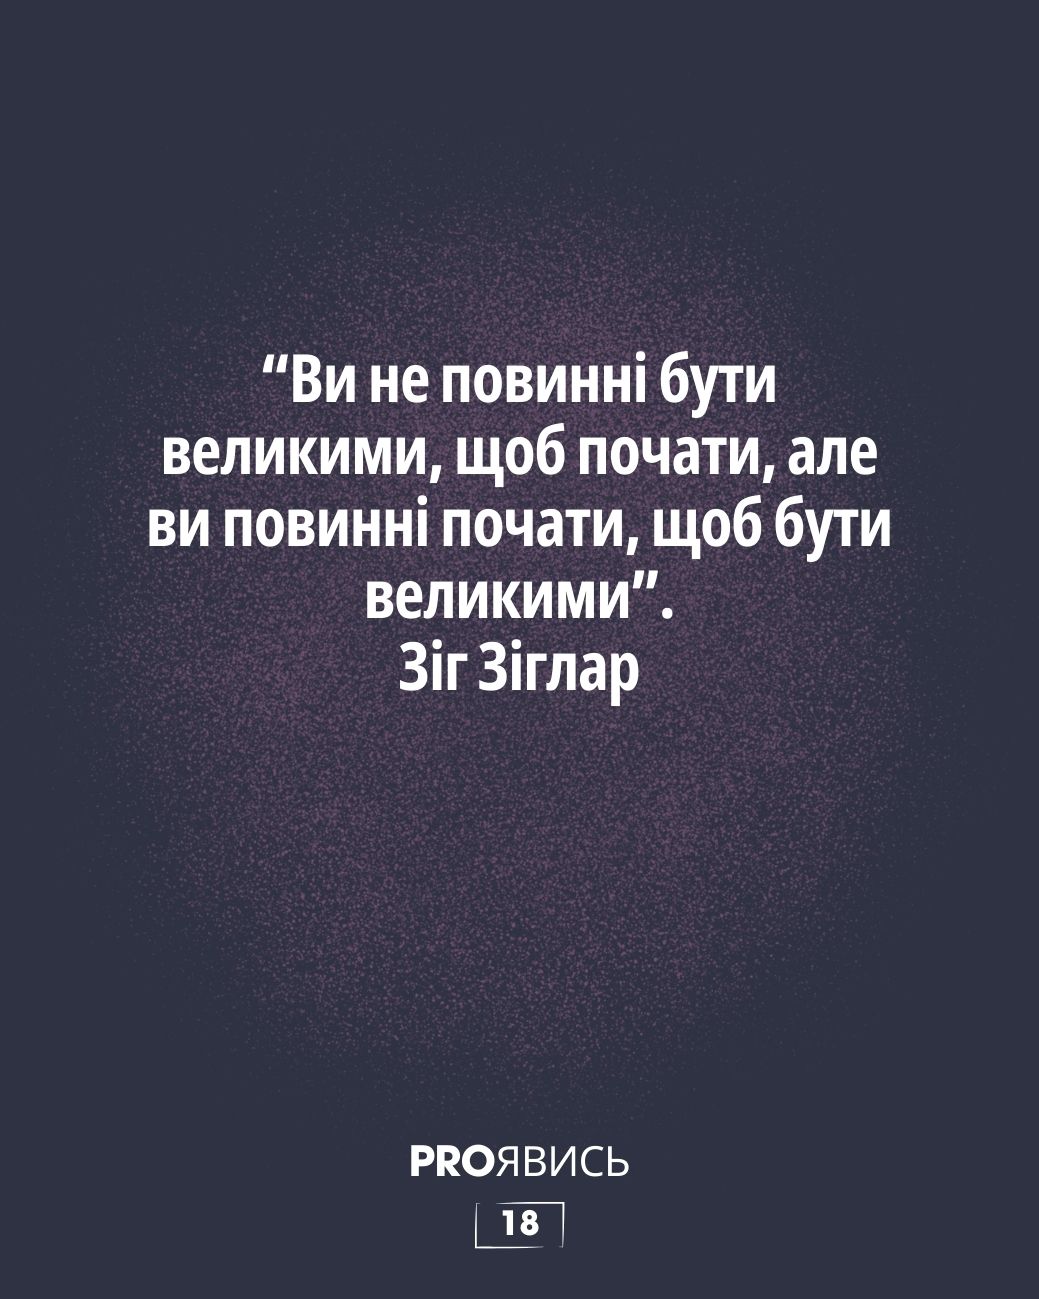 “Ви не повинні бути
великими, щоб почати, але
ви повинні почати, щоб бути
великими”.
Зіг Зіглар
PROЯВИСЬ
18